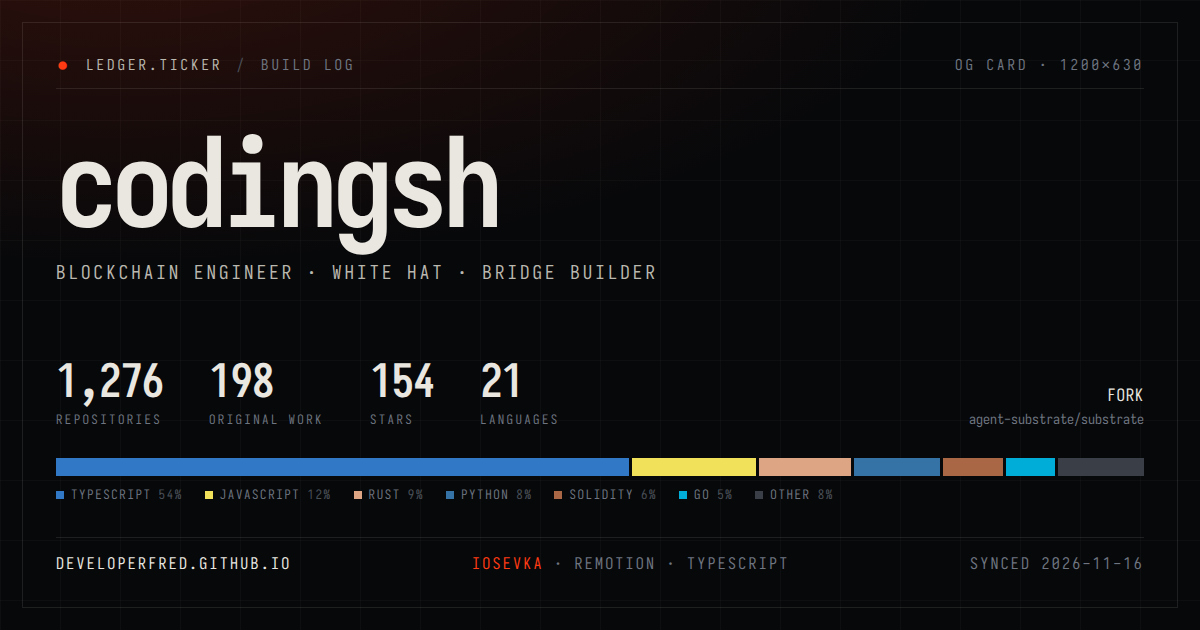 LEDGER.TICKER / BUILD LOG
OG CARD · 1200×630
codingsh
BLOCKCHAIN ENGINEER · WHITE HAT · BRIDGE BUILDER
1,276 198 154 21
REPOSITORIES ORIGINAL WORK STARS LANGUAGES
FORK
agent-substrate/substrate
TYPESCRIPT 54% JAVASCRIPT 12% RUST 9% PYTHON 8% SOLIDITY 6% GO 5% OTHER 8%
DEVELOPERFRED.GITHUB.IO
IOSEVKA · REMOTION · TYPESCRIPT
SYNCED 2026-11-16